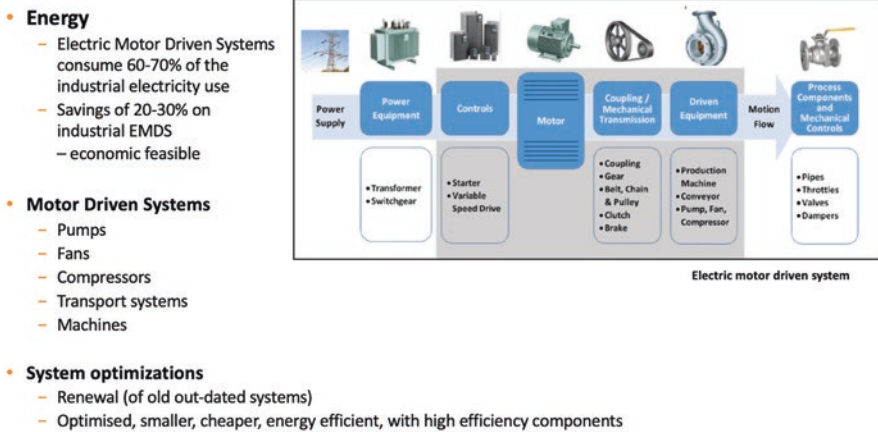 • Energy
– Electric Motor Driven Systems
consume 60-70% of the
industrial electricity use
– Savings of 20-30% on
industrial EMDS
– economic feasible
• Motor Driven Systems
– Pumps
– Fans
– Compressors
– Transport systems
– Machines
• System optimizations
– Renewal (of old out-dated systems)
– Optimised, smaller, cheaper, energy efficient, with high efficiency components
Power
Supply
Power
Equipment
Controls
Motor
Coupling /
Mechanical
Transmission
Driven
Equipment
Motion
Flow
Process
Components
and
Mechanical
Controls
• Transformer
• Switchgear
• Starter
• Variable
Speed Drive
• Coupling
• Gear
• Belt, Chain
& Pulley
• Clutch
• Brake
• Production
Machine
• Conveyor
• Pump, Fan,
Compressor
• Pipes
• Throttles
• Valves
• Dampers
Electric motor driven system